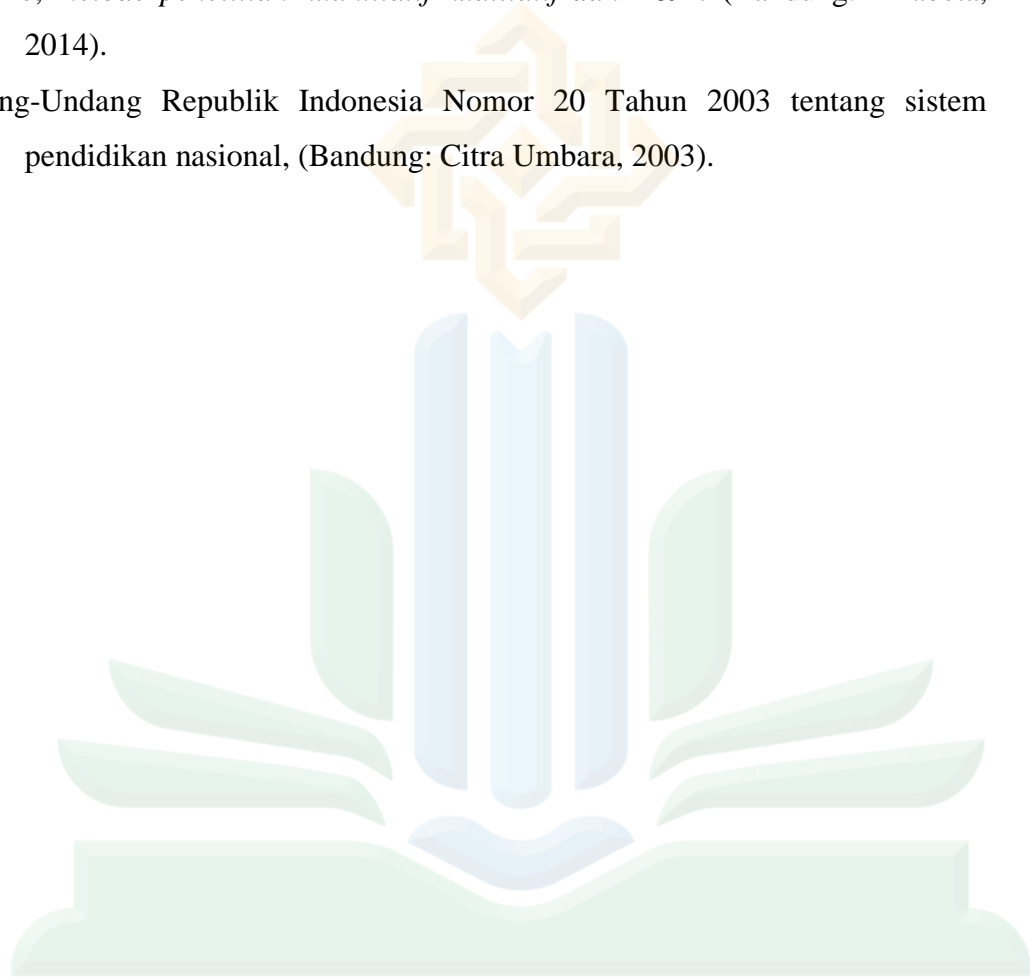 2014).
ng-Undang Republik Indonesia Nomor 20 Tahun 2003 tentang sistem
pendidikan nasional, (Bandung: Citra Umbara, 2003).